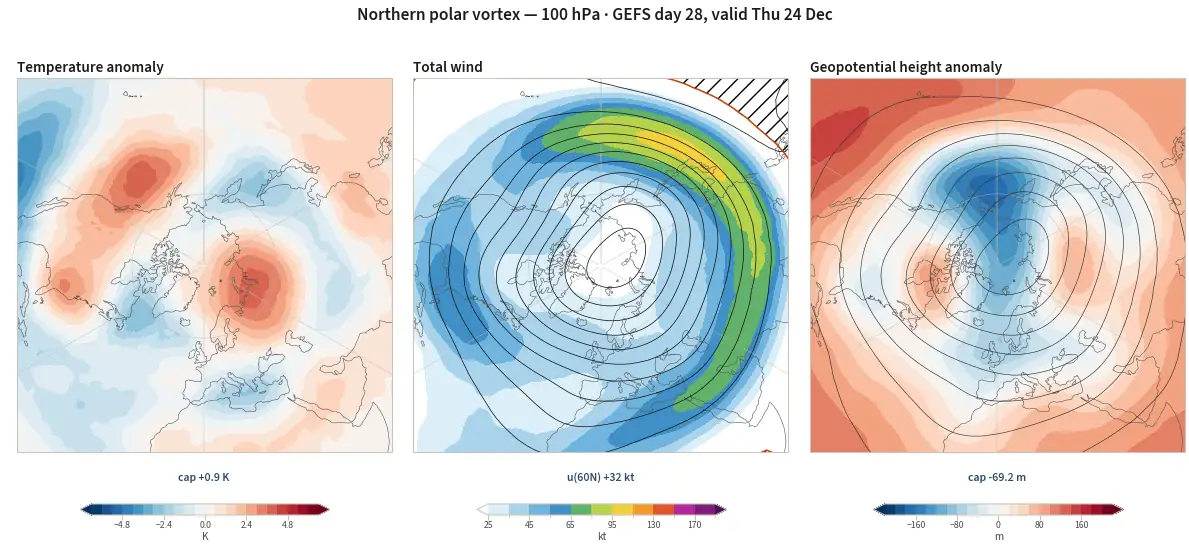 Northern polar vortex — 100 hPa · GEFS day 28, valid Thu 24 Dec
Temperature anomaly
Total wind
Geopotential height anomaly
cap +0.9 K
u(60N) +32 kt
cap -69.2 m
−4.8 −2.4 0.0 2.4 4.8
K
25 45 65 95 130 170
kt
−160 −80 0 80 160
m